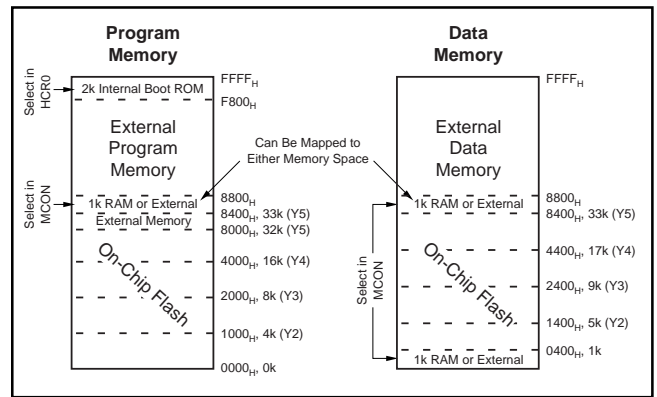 Program
Memory
Data
Memory
Select in
HCR0
2k Internal Boot ROM
FFFFH
F800H
External
Program
Memory
Can Be Mapped to
Either Memory Space
Select in
MCON
1k RAM or External
External Memory
8800H
8400H, 33k (Y5)
8000H, 32k (Y5)
4000H, 16k (Y4)
2000H, 8k (Y3)
1000H, 4k (Y2)
0000H, 0k
On-Chip Flash
FFFFH
External
Data
Memory
1k RAM or External
8800H
8400H, 33k (Y5)
4400H, 17k (Y4)
2400H, 9k (Y3)
1400H, 5k (Y2)
0400H, 1k
On-Chip Flash
Select in
MCON
1k RAM or External